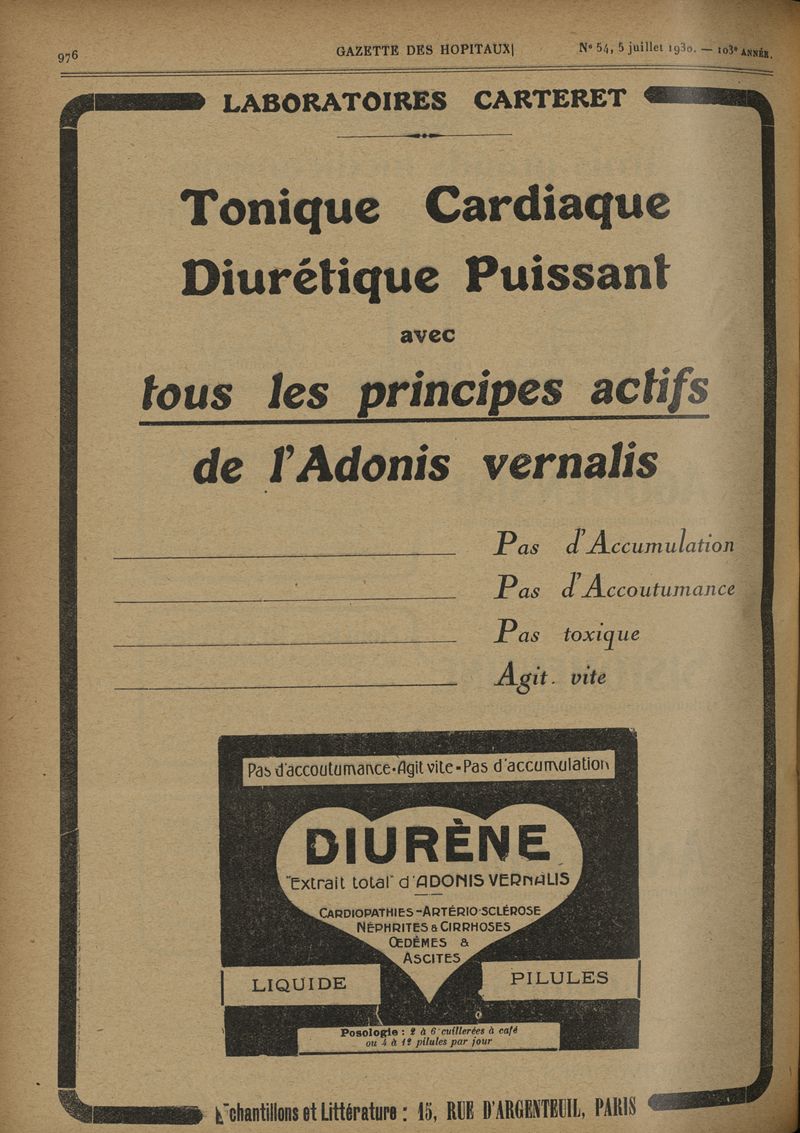 976 GAZETTE DES HOPITAUX N° 54, 5 juillet 1930. — 103e ANNÉE.
LABORATOIRES CARTERET
Tonique Cardiaque
Diurétique Puissant
avec
tous les principes actifs
de l'Adonis vernalis
Pas d'Accumulation
Pas d'Accoutumance
Pas toxique
Agit. vite
Pas d'accoutumance-Agit vite-Pas d'accumulation
DIURÈNE
"Extrait total" d'ADONIS VERNALIS
CARDIOPATHIES-ARTÉRIO-SCLÉROSE
NÉPHRITES & CIRRHOSES
ŒDÈMES &
ASCITES
LIQUIDE PILULES
Posologie : 2 à 6 cuillerées à café
ou 4 à 12 pilules par jour
Echantillons et Littérature : 15, RUE D'ARGENTEUIL, PARIS